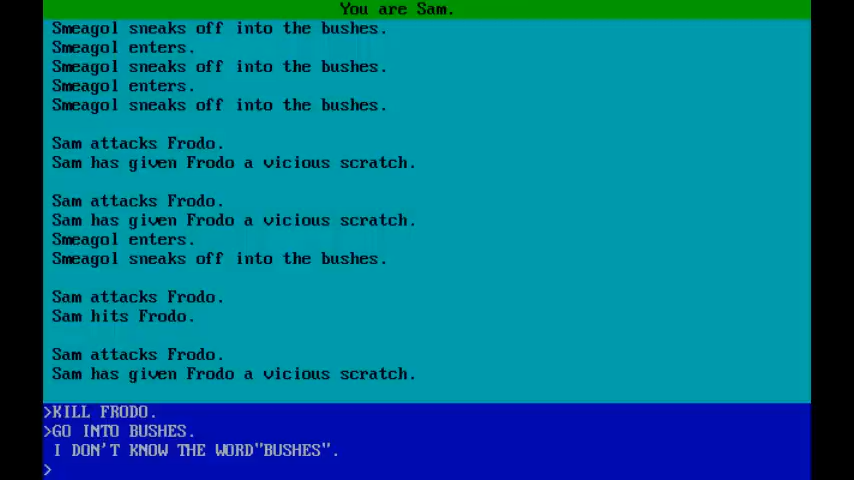 You are Sam.
Smeagol sneaks off into the bushes.
Smeagol enters.
Smeagol sneaks off into the bushes.
Smeagol enters.
Smeagol sneaks off into the bushes.
Sam attacks Frodo.
Sam has given Frodo a vicious scratch.
Sam attacks Frodo.
Sam has given Frodo a vicious scratch.
Smeagol enters.
Smeagol sneaks off into the bushes.
Sam attacks Frodo.
Sam hits Frodo.
Sam attacks Frodo.
Sam has given Frodo a vicious scratch.
>KILL FRODO.
>GO INTO BUSHES.
I DON'T KNOW THE WORD"BUSHES".
>